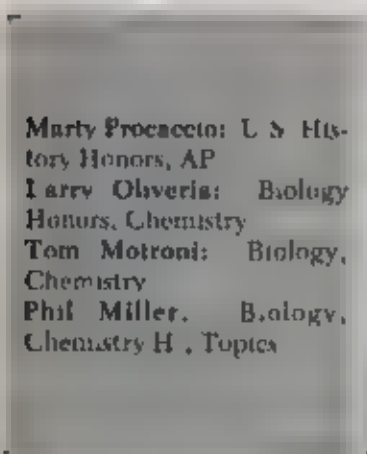 Marty Procaccio: U S His-
tory Honors, AP
Larry Oliveria: Biology
Honors, Chemistry
Tom Motroni: Biology,
Chemistry
Phil Miller. Biology,
Chemistry H , Topics